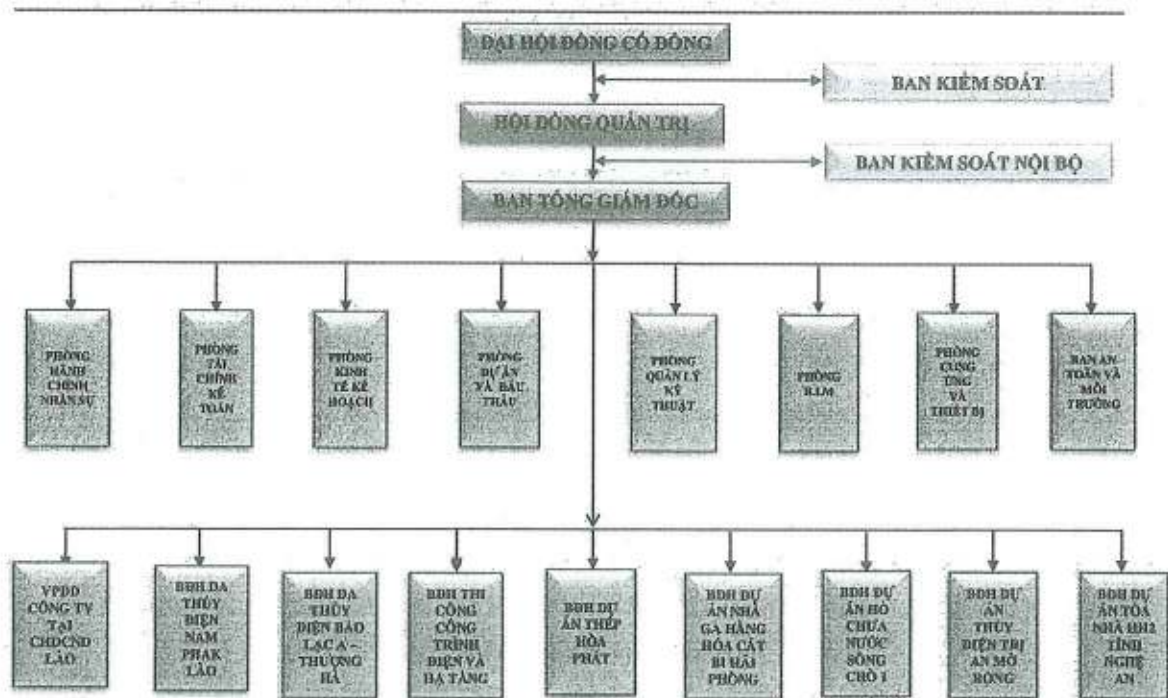 ĐẠI HỘI ĐỒNG CỔ ĐÔNG
BAN KIỂM SOÁT
HỘI ĐỒNG QUẢN TRỊ
BAN KIỂM SOÁT NỘI BỘ
BAN TỔNG GIÁM ĐỐC
PHÒNG
HÀNH
CHÍNH
NHÂN SỰ
PHÒNG
TÀI
CHÍNH
KẾ
TOÁN
PHÒNG
KINH
TẾ KẾ
HOẠCH
PHÒNG
DỰ ÁN
VÀ ĐẤU
THẦU
PHÒNG
QUẢN LÝ
KỸ
THUẬT
PHÒNG
B.I.M
PHÒNG
CUNG
ỨNG
VÀ
THIẾT BỊ
BAN AN
TOÀN VÀ
MÔI
TRƯỜNG
VPĐD
CÔNG TY
TẠI
CHDCND
LÀO
BĐH DA
THỦY
ĐIỆN
NAM
PHAK
LÀO
BĐH DA
THỦY
ĐIỆN BẢO
LẠC A -
THƯỢNG
HÀ
BĐH THI
CÔNG
CÔNG
TRÌNH
ĐIỆN VÀ
HẠ TẦNG
BĐH DỰ
ÁN THÉP
HÒA
PHÁT
BĐH DỰ
ÁN NHÀ
GA HÀNG
HÓA CÁT
BI HẢI
PHÒNG
BĐH DỰ
ÁN HỒ
CHỨA
NƯỚC
SÔNG
CHÒ 1
BĐH DỰ
ÁN
THỦY
ĐIỆN TRỊ
AN MỞ
RỘNG
BĐH DỰ
ÁN TÒA
NHÀ HH2
TỈNH
NGHỆ
AN